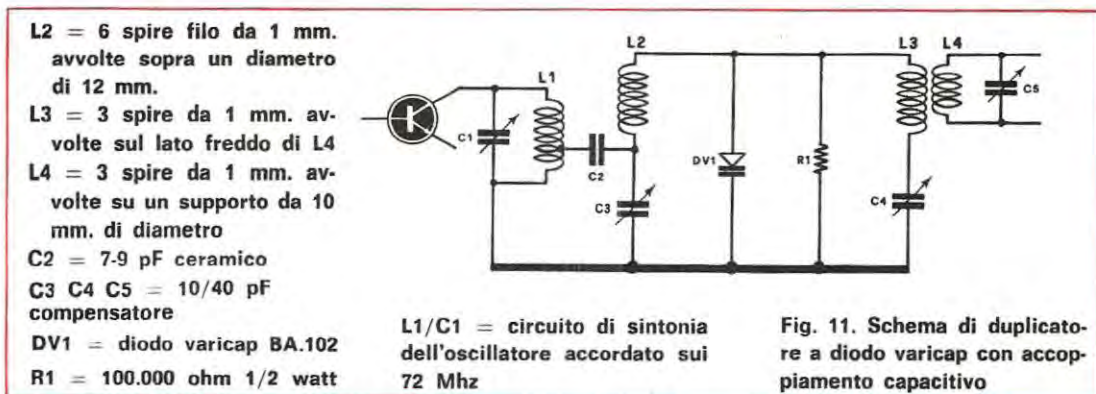 L2 = 6 spire filo da 1 mm.
avvolte sopra un diametro
di 12 mm.
L3 = 3 spire da 1 mm. av-
volte sul lato freddo di L4
L4 = 3 spire da 1 mm. av-
volte su un supporto da 10
mm. di diametro
C2 = 7-9 pF ceramico
C3 C4 C5 = 10/40 pF
compensatore
DV1 = diodo varicap BA.102
R1 = 100.000 ohm 1/2 watt
L1
C1
C2
L2
C3
DV1
R1
L3
L4
C4
C5
L1/C1 = circuito di sintonia
dell'oscillatore accordato sui
72 Mhz
Fig. 11. Schema di duplicato-
re a diodo varicap con accop-
piamento capacitivo